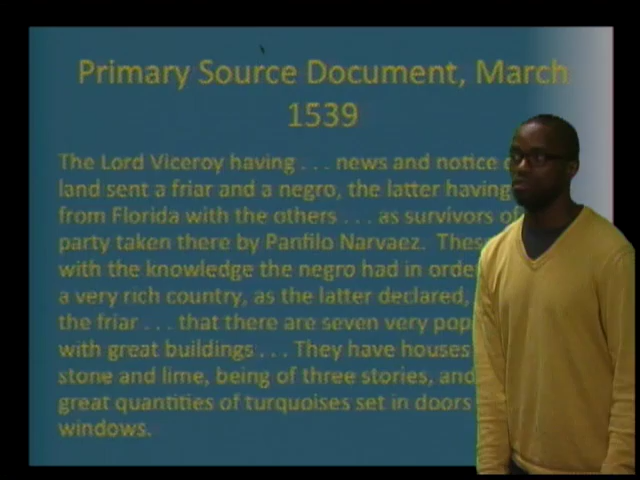 Primary Source Document, March
1539
The Lord Viceroy having . . . news and notice
land sent a friar and a negro, the latter having
from Florida with the others . . . as survivors of
party taken there by Panfilo Narvaez.
with the knowledge the negro had in
a very rich country, as the latter declared,
the friar . . . that there are seven very
with great buildings . . . They have houses
stone and lime, being of three stories, and
great quantities of turquoises set in doors
windows.